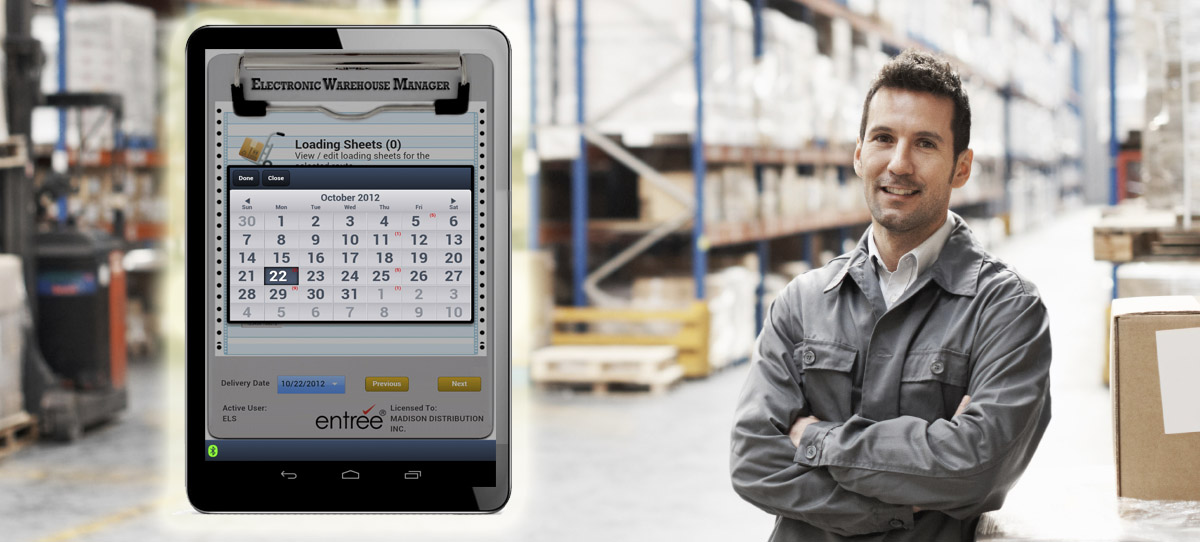 ELECTRONIC WAREHOUSE MANAGER
Loading Sheets (0)
View / edit loading sheets for the
Done Close
October 2012
Sun Mon Tue Wed Thu Fri Sat
30 1 2 3 4 5 (8) 6
7 8 9 10 11 (1) 12 13
14 15 16 17 18 19 20
21 22 23 24 25 26 27
28 29 30 31 1 (1) 2 3
4 5 6 7 8 9 10
Delivery Date 10/22/2012 Previous Next
Active User:
ELS
entrée®
Licensed To:
MADISON DISTRIBUTION
INC.